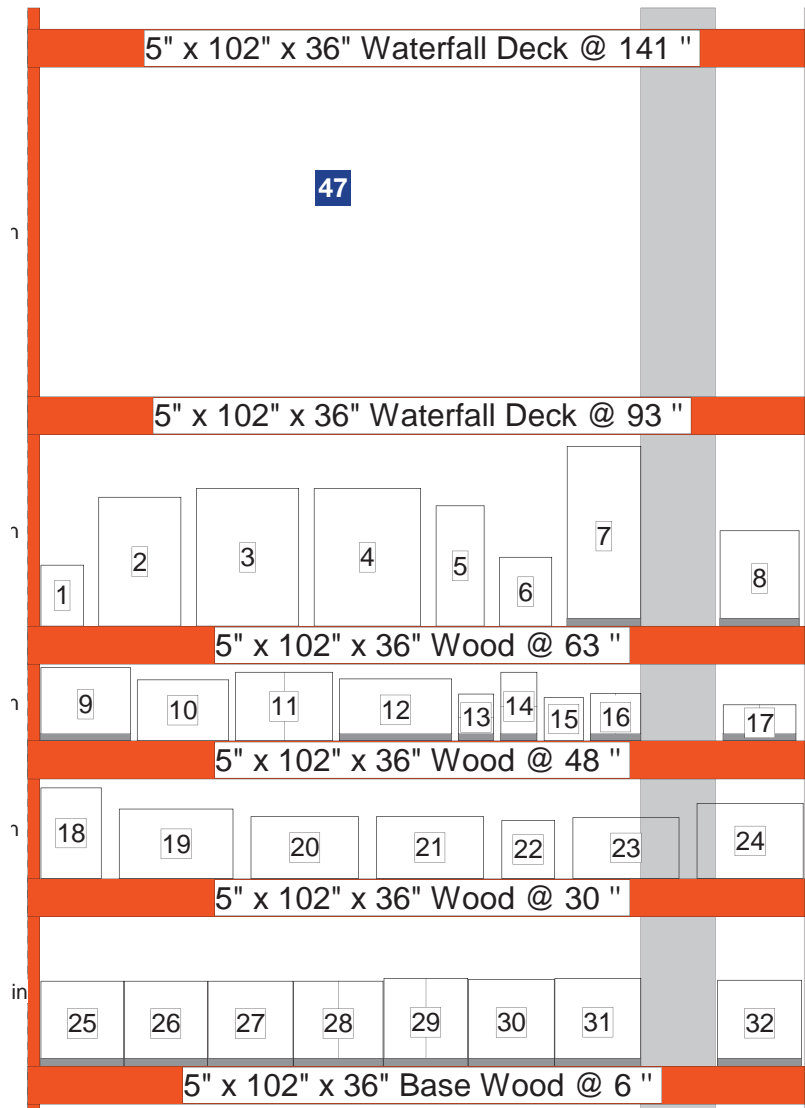 5" x 102" x 36" Waterfall Deck @ 141 "
47
5" x 102" x 36" Waterfall Deck @ 93 "
1 2 3 4 5 6 7 8
5" x 102" x 36" Wood @ 63 "
9 10 11 12 13 14 15 16 17
5" x 102" x 36" Wood @ 48 "
18 19 20 21 22 23 24
5" x 102" x 36" Wood @ 30 "
in
25 26 27 28 29 30 31 32
5" x 102" x 36" Base Wood @ 6 "